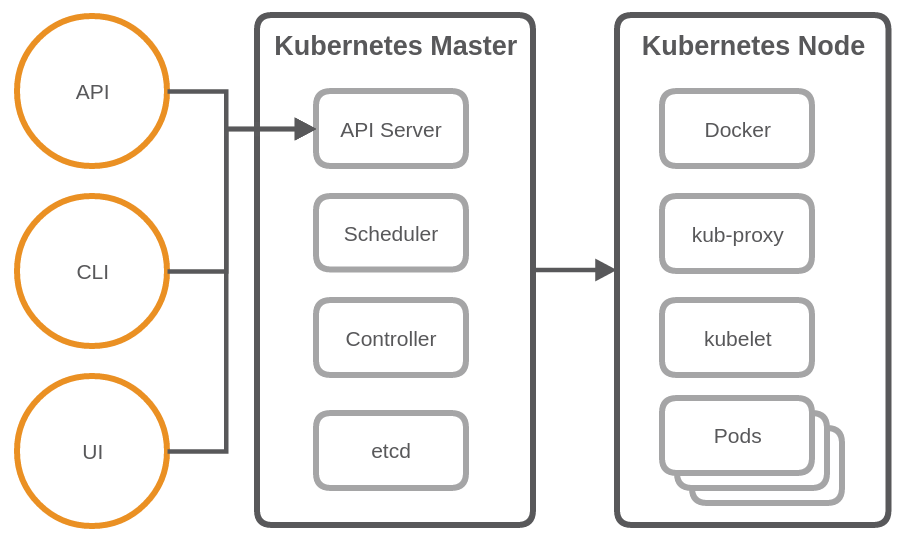 API
CLI
UI
Kubernetes Master
API Server
Scheduler
Controller
etcd
Kubernetes Node
Docker
kub-proxy
kubelet
Pods